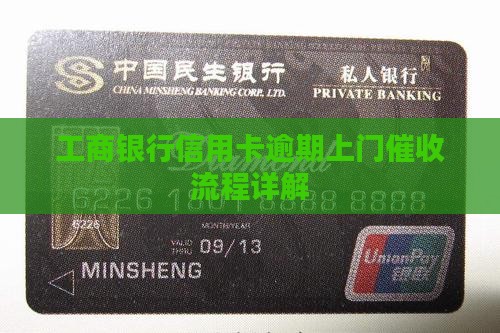 中国民生银行
CHINA MINSHENG BANKING CORP., LTD.
私人银行
PRIVATE BANKING
工商银行信用卡逾期上门催收
流程详解
Diamond
6226
MONTH/YEAR
VALID
THRU
09/13
MINSHENG
UnionPay
银联